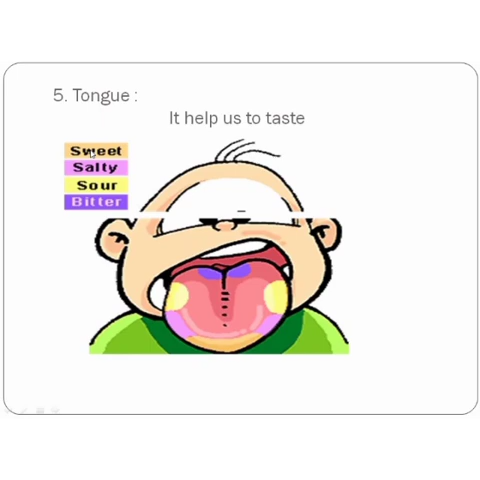 5. Tongue :
It help us to taste
Sweet
Salty
Sour
Bitter